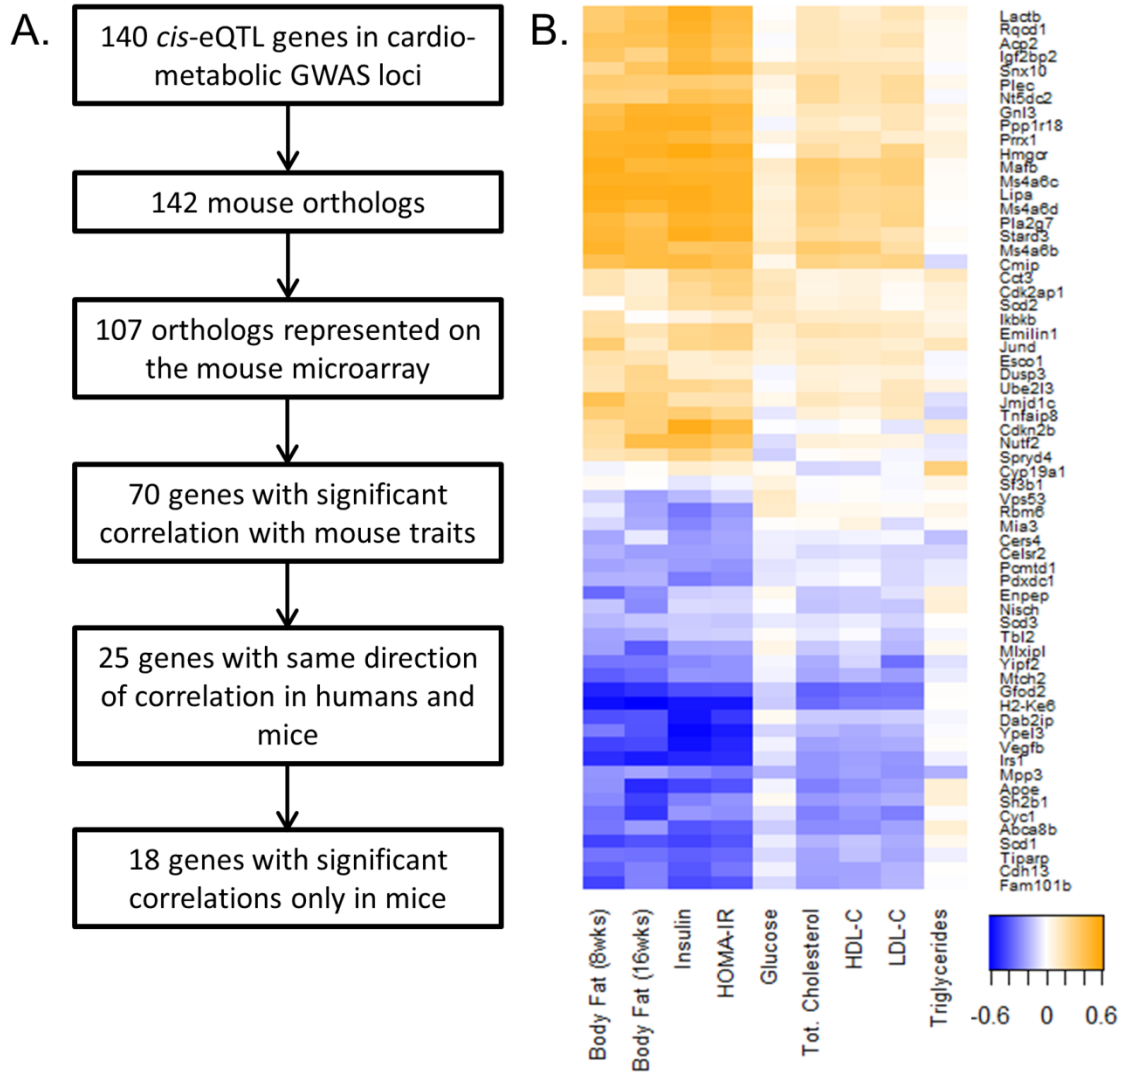 A.
140 cis-eQTL genes in cardio-
metabolic GWAS loci
142 mouse orthologs
107 orthologs represented on
the mouse microarray
70 genes with significant
correlation with mouse traits
25 genes with same direction
of correlation in humans and
mice
18 genes with significant
correlations only in mice
B.
Lactb
Rqcd1
Acp2
Igf2bp2
Snx10
Plec
Nt5dc2
Gnl3
Ppp1r18
Prrx1
Hmgcr
Mafb
Ms4a6c
Lipa
Ms4a6d
Pla2g7
Stard3
Ms4a6b
Cmip
Cct3
Cdk2ap1
Scd2
Ikbkb
Emilin1
Jund
Esco1
Dusp3
Ube2l3
Jmjd1c
Tnfaip8
Cdkn2b
Nutf2
Spryd4
Cyp19a1
Sf3b1
Vps53
Rbm6
Mia3
Cers4
Celsr2
Pcmtd1
Pdxdc1
Enpep
Nisch
Scd3
Tbl2
Mlxipl
Yipf2
Mtch2
Gfod2
H2-Ke6
Dab2ip
Ypel3
Vegfb
Irs1
Mpp3
Apoe
Sh2b1
Cyc1
Abca8b
Scd1
Tiparp
Cdh13
Fam101b
Body Fat (8wks)
Body Fat (16wks)
Insulin
HOMA-IR
Glucose
Tot. Cholesterol
HDL-C
LDL-C
Triglycerides
-0.6 0 0.6